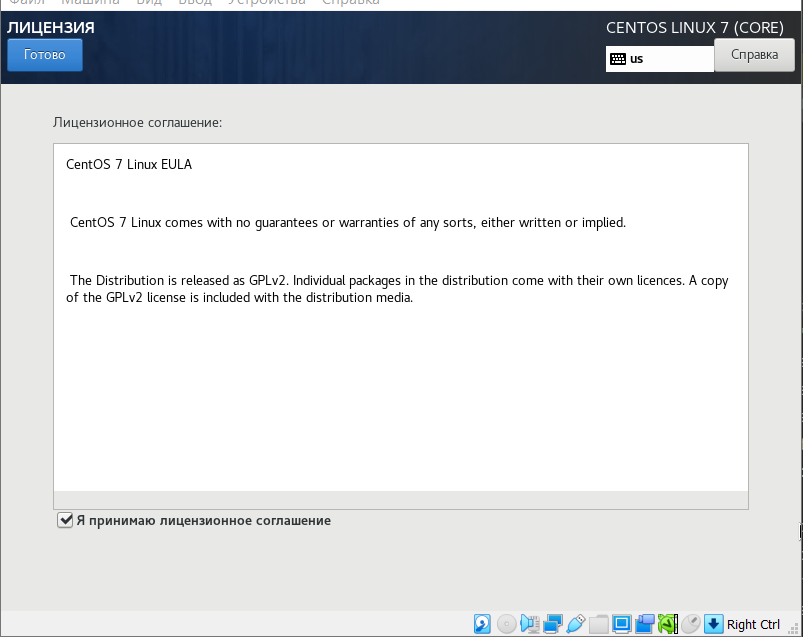 Файл Машина Вид Ввод Устройства Справка
ЛИЦЕНЗИЯ
CENTOS LINUX 7 (CORE)
Готово
us
Справка
Лицензионное соглашение:
CentOS 7 Linux EULA
CentOS 7 Linux comes with no guarantees or warranties of any sorts, either written or implied.
The Distribution is released as GPLv2. Individual packages in the distribution come with their own licences. A copy
of the GPLv2 license is included with the distribution media.
Я принимаю лицензионное соглашение
Right Ctrl